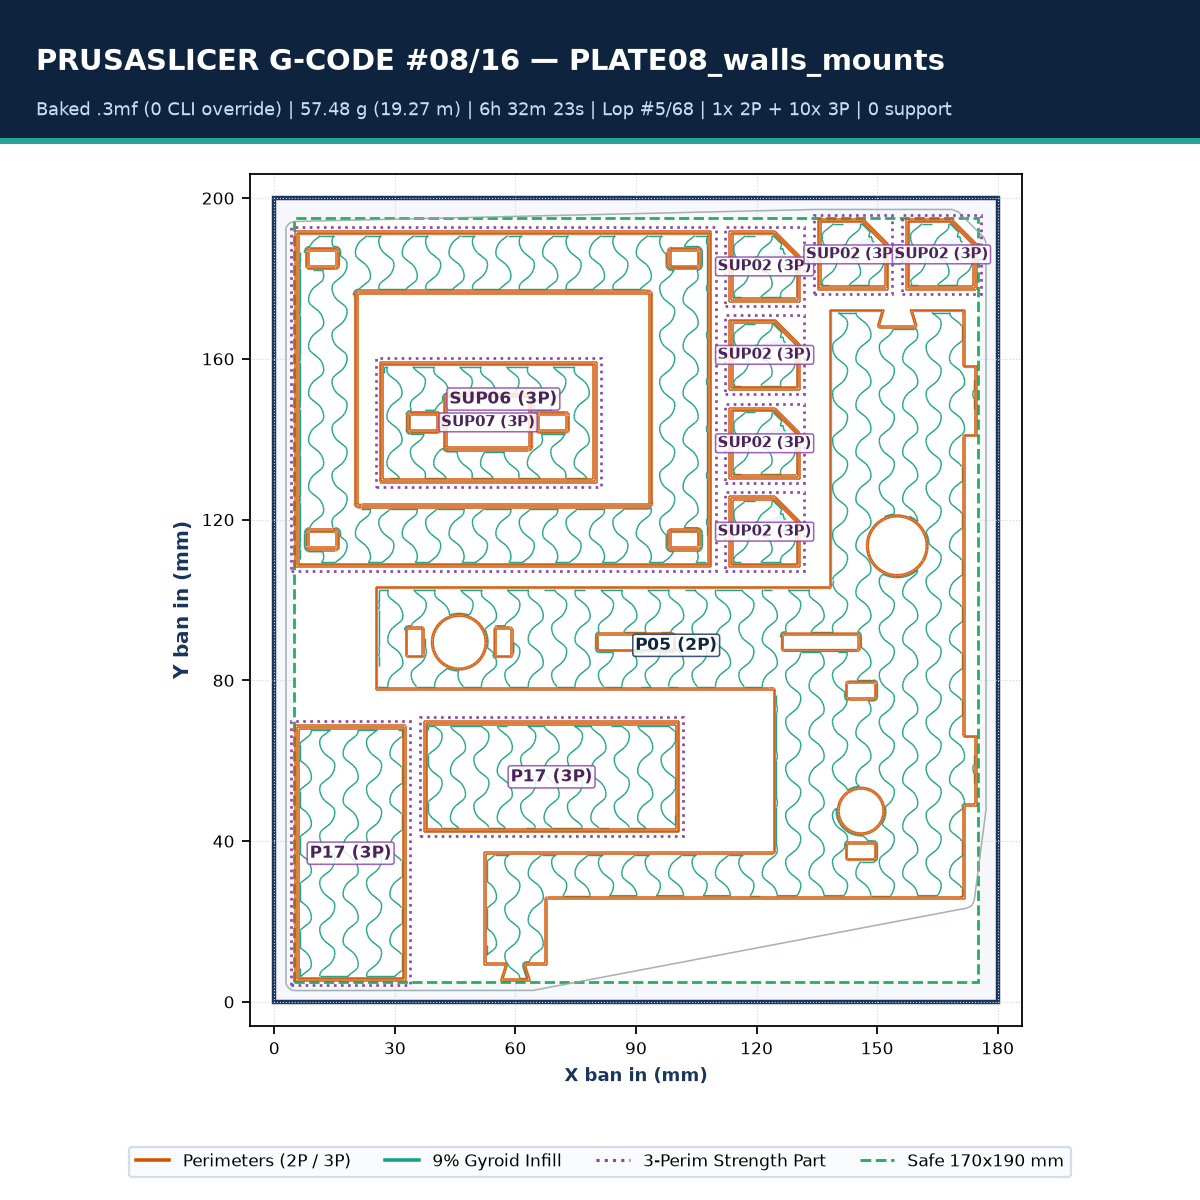 PRUSASLICER G-CODE #08/16 — PLATE08_walls_mounts
Baked .3mf (0 CLI override) | 57.48 g (19.27 m) | 6h 32m 23s | Lop #5/68 | 1x 2P + 10x 3P | 0 support
200
160
120
80
40
0
Y ban in (mm)
SUP02 (3P)
SUP02 (3P)
SUP02 (3P)
SUP02 (3P)
SUP06 (3P)
SUP07 (3P)
SUP02 (3P)
SUP02 (3P)
P05 (2P)
P17 (3P)
P17 (3P)
0
30
60
90
120
150
180
X ban in (mm)
Perimeters (2P / 3P)
9% Gyroid Infill
3-Perim Strength Part
Safe 170x190 mm